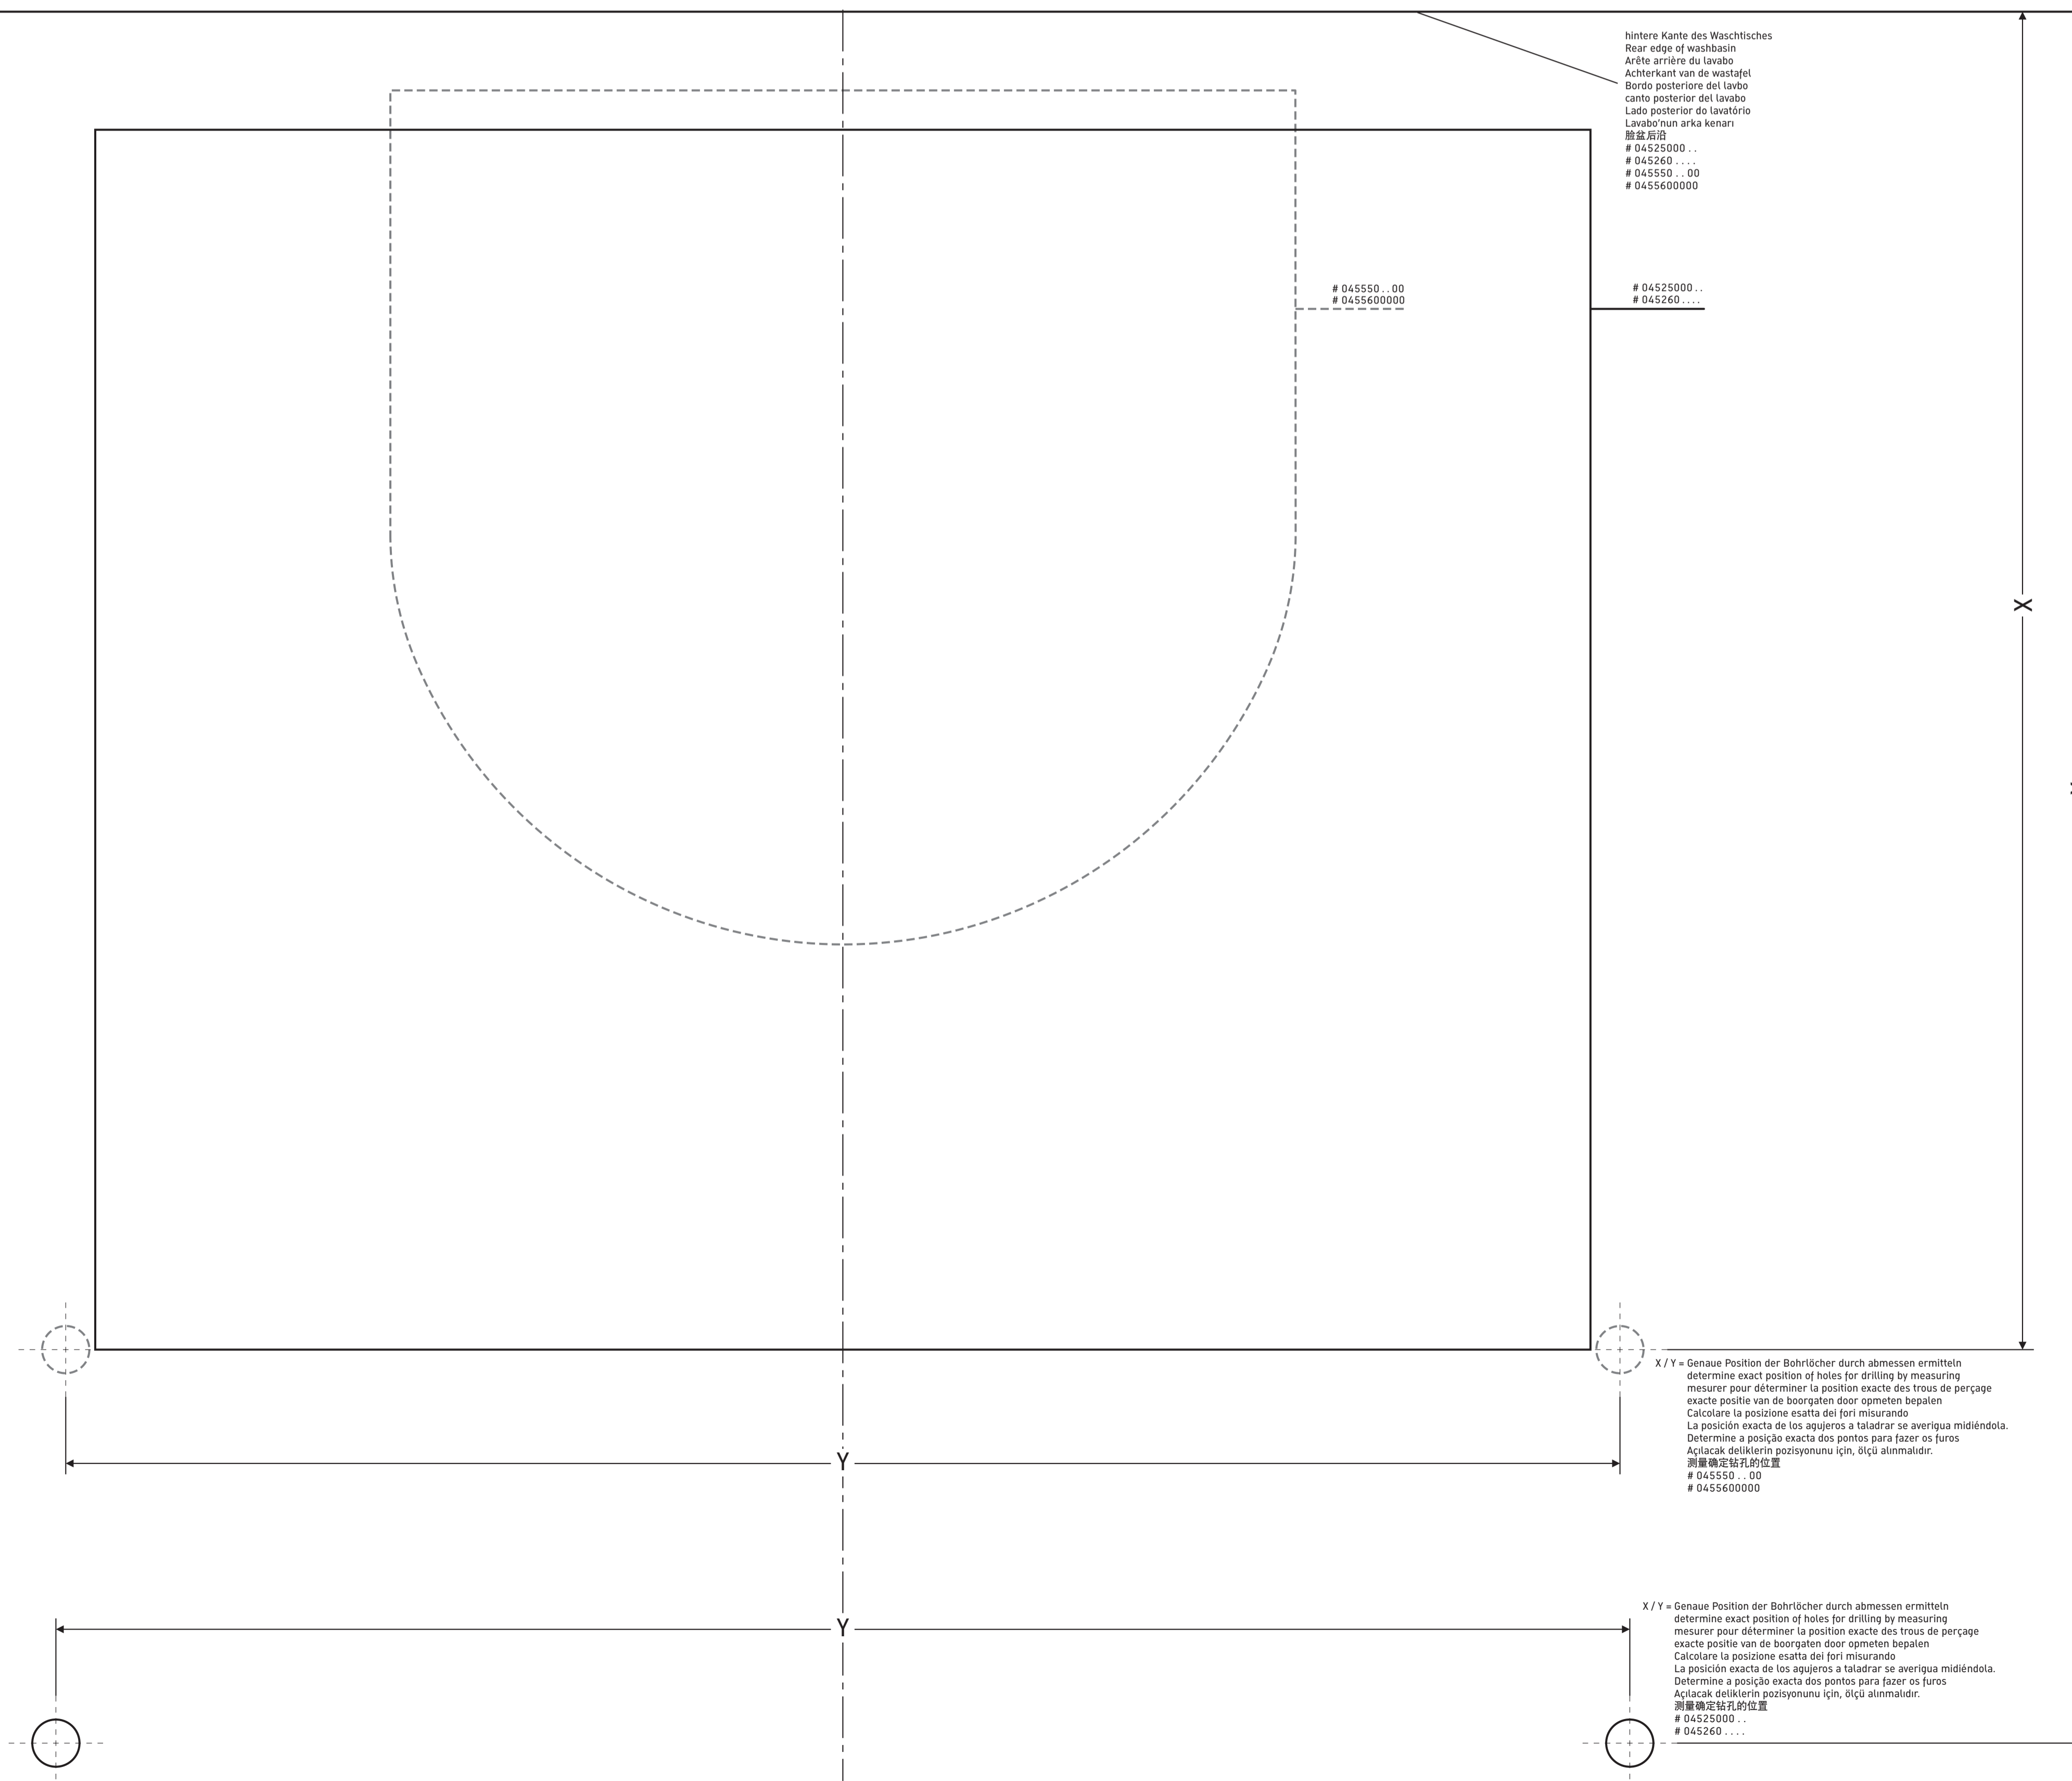 hintere Kante des Waschtisches
Rear edge of washbasin
Arête arrière du lavabo
Achterkant van de wastafel
Bordo posteriore del lavbo
canto posterior del lavabo
Lado posterior do lavatório
Lavabo'nun arka kenarı
脸盆后沿
# 04525000 . .
# 045260 . . . .
# 045550 . . 00
# 0455600000
# 045550 . . 00
# 0455600000
# 04525000 . .
# 045260 . . . .
X
X / Y = Genaue Position der Bohrlöcher durch abmessen ermitteln
determine exact position of holes for drilling by measuring
mesurer pour déterminer la position exacte des trous de perçage
exacte positie van de boorgaten door opmeten bepalen
Calcolare la posizione esatta dei fori misurando
La posición exacta de los agujeros a taladrar se averigua midiéndola.
Determine a posição exacta dos pontos para fazer os furos
Açılacak deliklerin pozisyonunu için, ölçü alınmalıdır.
测量确定钻孔的位置
# 045550 . . 00
# 0455600000
Y
X / Y = Genaue Position der Bohrlöcher durch abmessen ermitteln
determine exact position of holes for drilling by measuring
mesurer pour déterminer la position exacte des trous de perçage
exacte positie van de boorgaten door opmeten bepalen
Calcolare la posizione esatta dei fori misurando
La posición exacta de los agujeros a taladrar se averigua midiéndola.
Determine a posição exacta dos pontos para fazer os furos
Açılacak deliklerin pozisyonunu için, ölçü alınmalıdır.
测量确定钻孔的位置
# 04525000 . .
# 045260 . . . .
Y